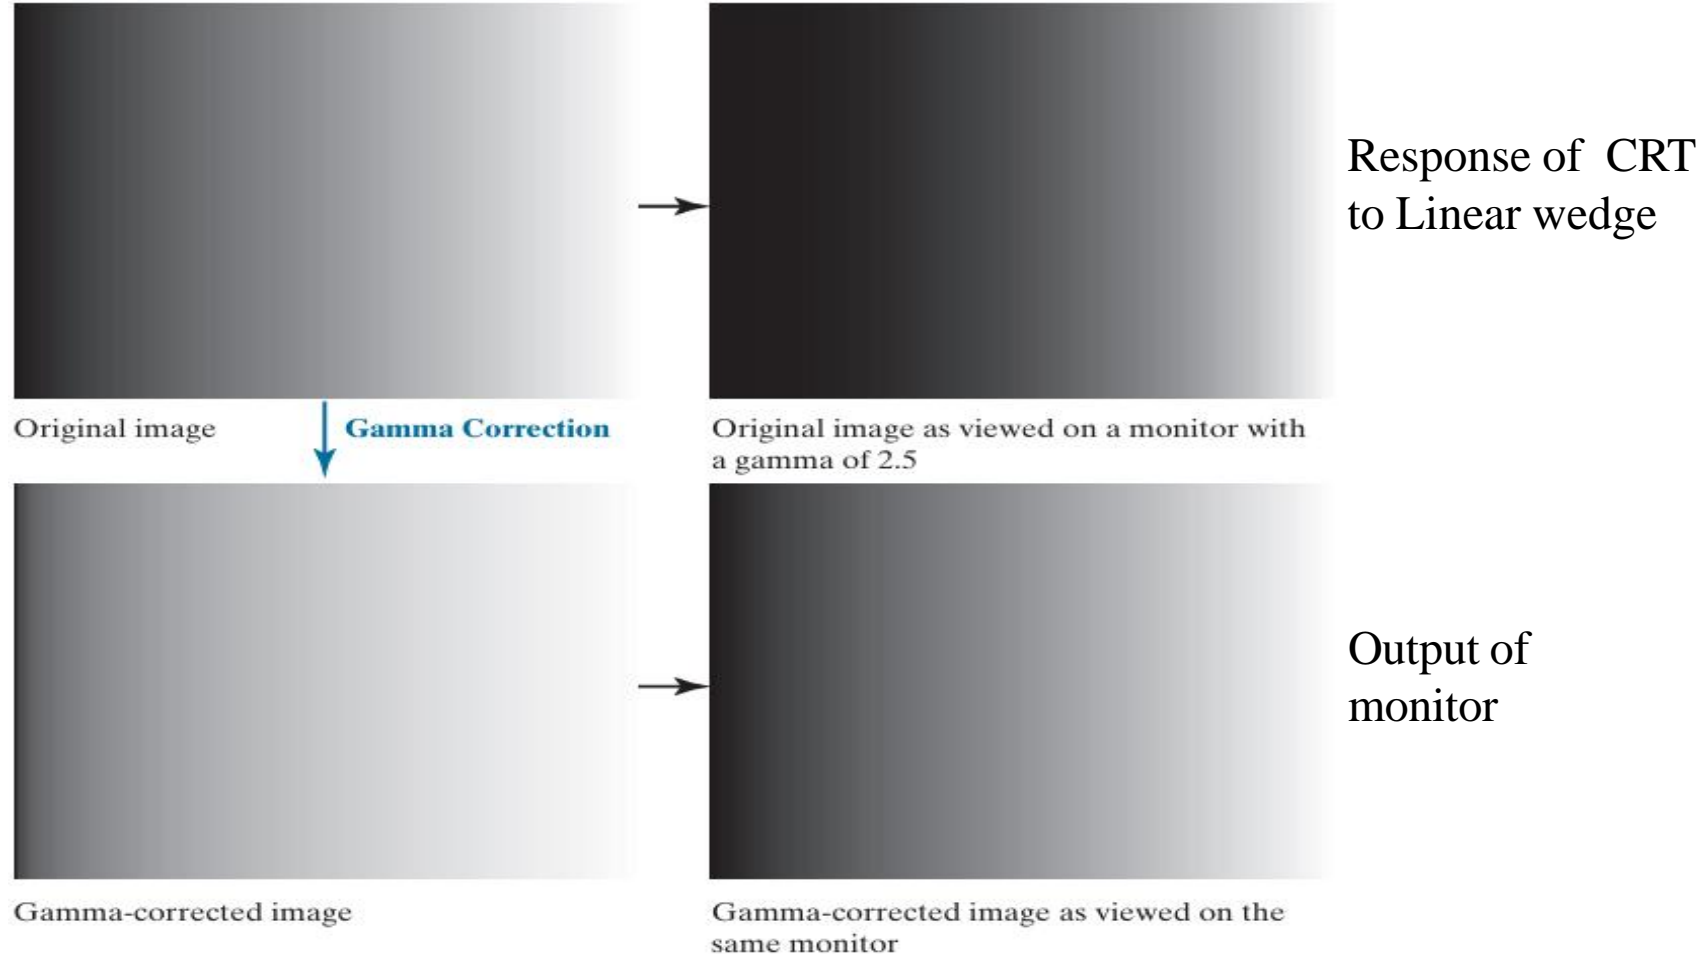 Response of CRT
to Linear wedge
Original image
Gamma Correction
Original image as viewed on a monitor with
a gamma of 2.5
Output of
monitor
Gamma-corrected image
Gamma-corrected image as viewed on the
same monitor